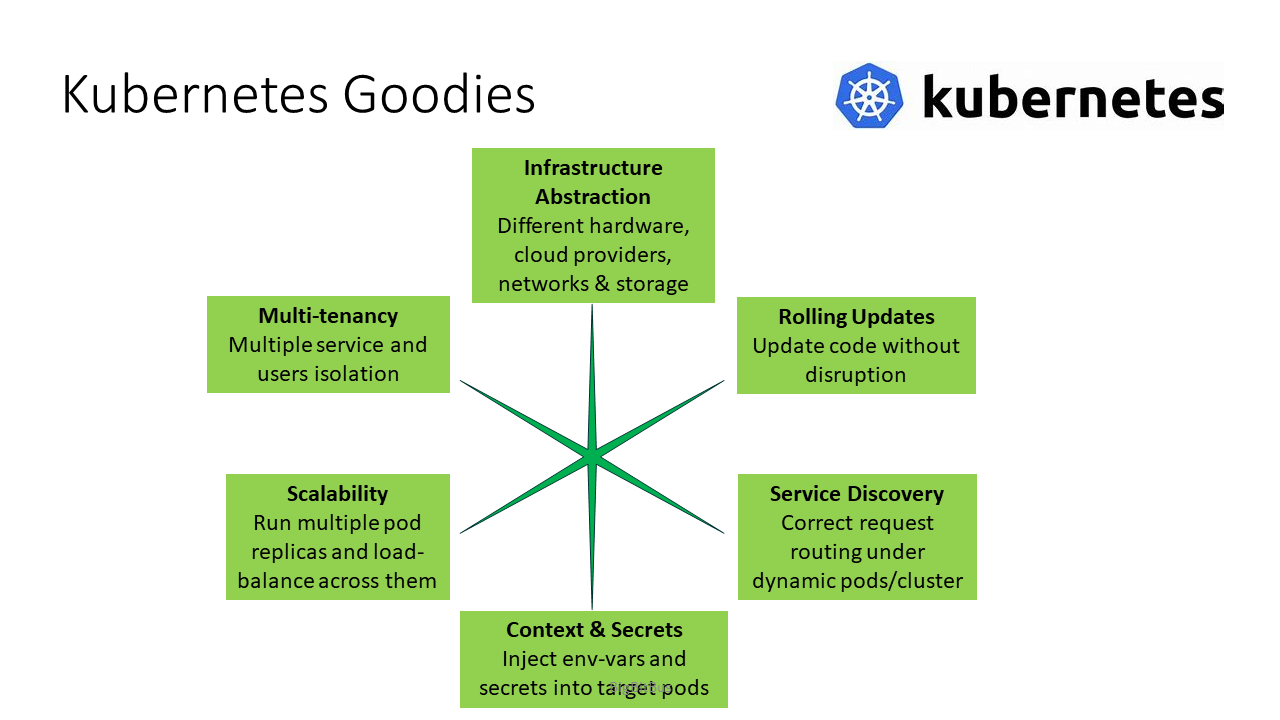 Kubernetes Goodies
kubernetes
Infrastructure
Abstraction
Different hardware,
cloud providers,
networks & storage
Multi-tenancy
Multiple service and
users isolation
Rolling Updates
Update code without
disruption
Scalability
Run multiple pod
replicas and load-
balance across them
Service Discovery
Correct request
routing under
dynamic pods/cluster
Context & Secrets
Inject env-vars and
secrets into target pods